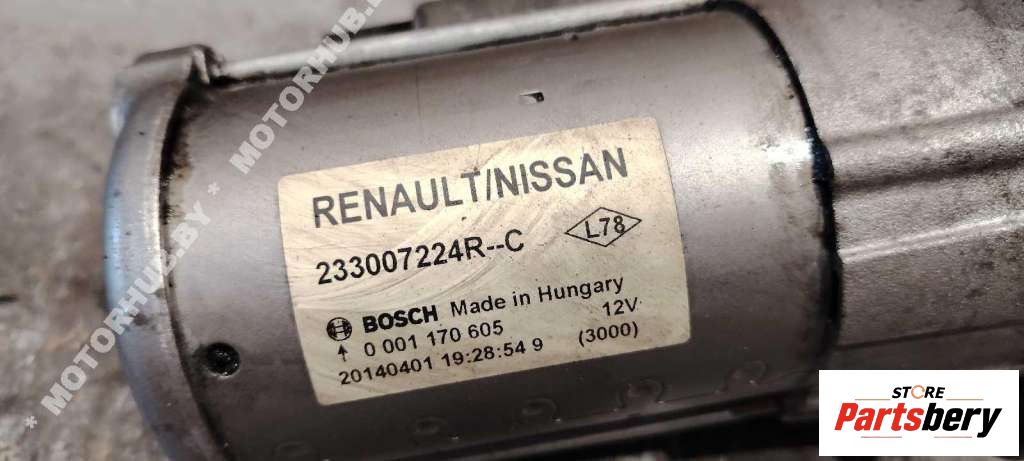 * MOTORHUB.BY * MOTORHUB.
RENAULT/NISSAN
233007224R--C L78
BOSCH Made in Hungary
0 001 170 605 12V
20140401 19:28:54 9 (3000)
STORE
Partsbery